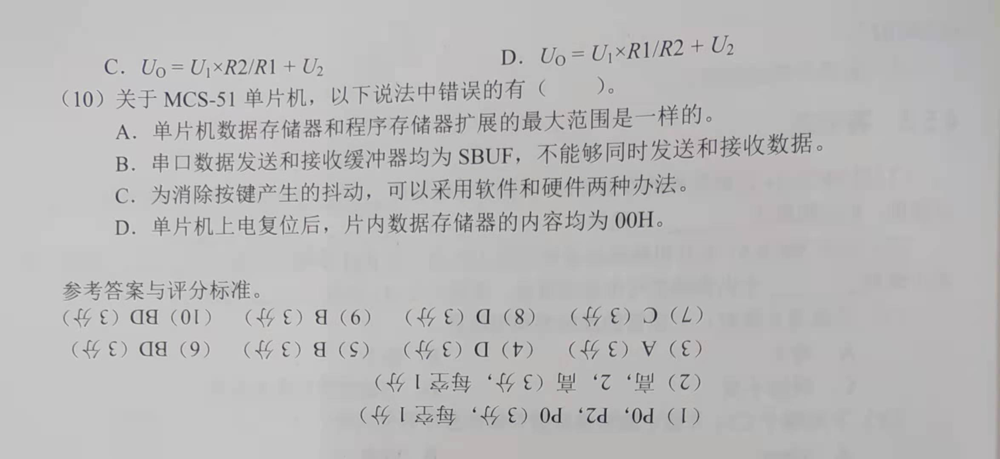 C. U_O = U_1×R2/R1 + U_2
D. U_O = U_1×R1/R2 + U_2
（10）关于 MCS-51 单片机，以下说法中错误的有（　　）。
A. 单片机数据存储器和程序存储器扩展的最大范围是一样的。
B. 串口数据发送和接收缓冲器均为 SBUF，不能够同时发送和接收数据。
C. 为消除按键产生的抖动，可以采用软件和硬件两种办法。
D. 单片机上电复位后，片内数据存储器的内容均为 00H。
参考答案与评分标准。
（1）P0，P2，P0（3 分，每空 1 分）
（2）高，2，高（3 分，每空 1 分）
（3）A（3 分）　（4）D（3 分）　（5）B（3 分）　（6）BD（3 分）
（7）C（3 分）　（8）D（3 分）　（9）B（3 分）　（10）BD（3 分）